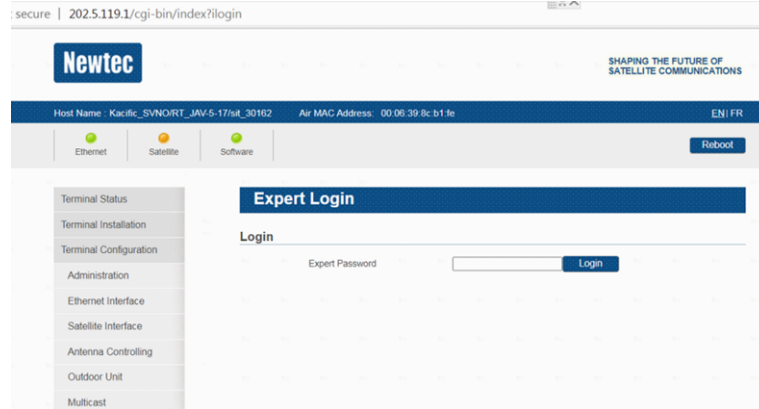 secure | 202.5.119.1/cgi-bin/index?ilogin
Newtec
SHAPING THE FUTURE OF
SATELLITE COMMUNICATIONS
Host Name : Kacific_SVNO/RT_JAV-5-17/sit_30162 Air MAC Address: 00:06:39:8c:b1:fe EN | FR
Ethernet Satellite Software Reboot
Terminal Status
Terminal Installation
Terminal Configuration
Administration
Ethernet Interface
Satellite Interface
Antenna Controlling
Outdoor Unit
Multicast
Expert Login
Login
Expert Password Login